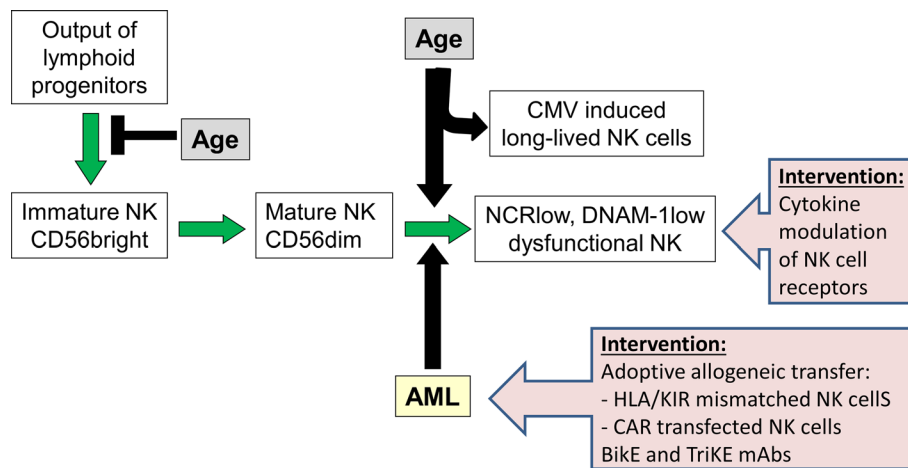 Output of
lymphoid
progenitors
Age
Age
CMV induced
long-lived NK cells
Immature NK
CD56bright
Mature NK
CD56dim
NCRlow, DNAM-1low
dysfunctional NK
Intervention:
Cytokine
modulation
of NK cell
receptors
AML
Intervention:
Adoptive allogeneic transfer:
- HLA/KIR mismatched NK cellS
- CAR transfected NK cells
BikE and TriKE mAbs